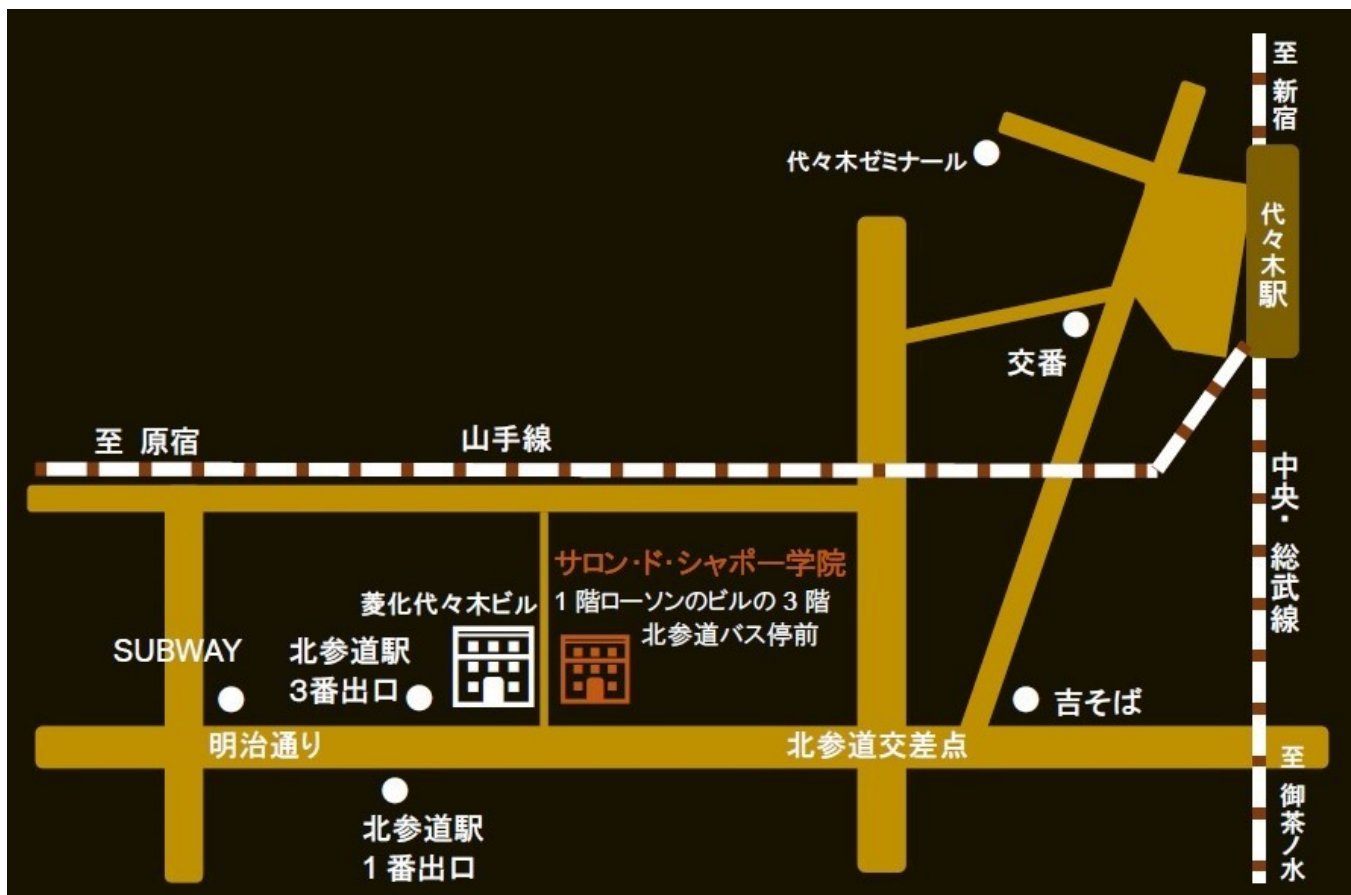 至 新宿
代々木ゼミナール
代々木駅
交番
至 原宿
山手線
中央・総武線
サロン・ド・シャポー学院
1階ローソンのビルの3階
北参道バス停前
菱化代々木ビル
SUBWAY
北参道駅
3番出口
吉そば
明治通り
北参道交差点
至 御茶ノ水
北参道駅
1番出口